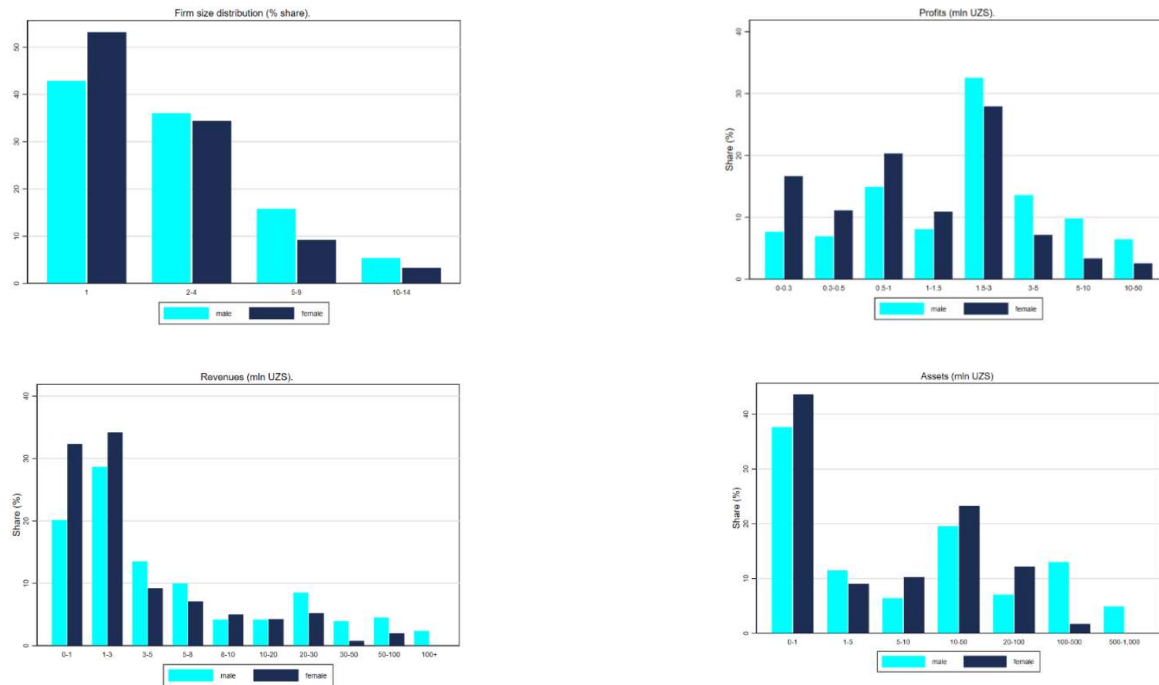 Firm size distribution (% share).
50
40
30
20
10
0
1 2-4 5-9 10-14
male female
Profits (mln UZS).
Share (%)
40
30
20
10
0
0-0.3 0.3-0.5 0.5-1 1-1.5 1.5-3 3-5 5-10 10-50
male female
Revenues (mln UZS).
Share (%)
40
30
20
10
0
0-1 1-3 3-5 5-8 8-10 10-20 20-30 30-50 50-100 100+
male female
Assets (mln UZS)
Share (%)
40
30
20
10
0
0-1 1-5 5-10 10-50 20-100 100-500 500-1,000
male female